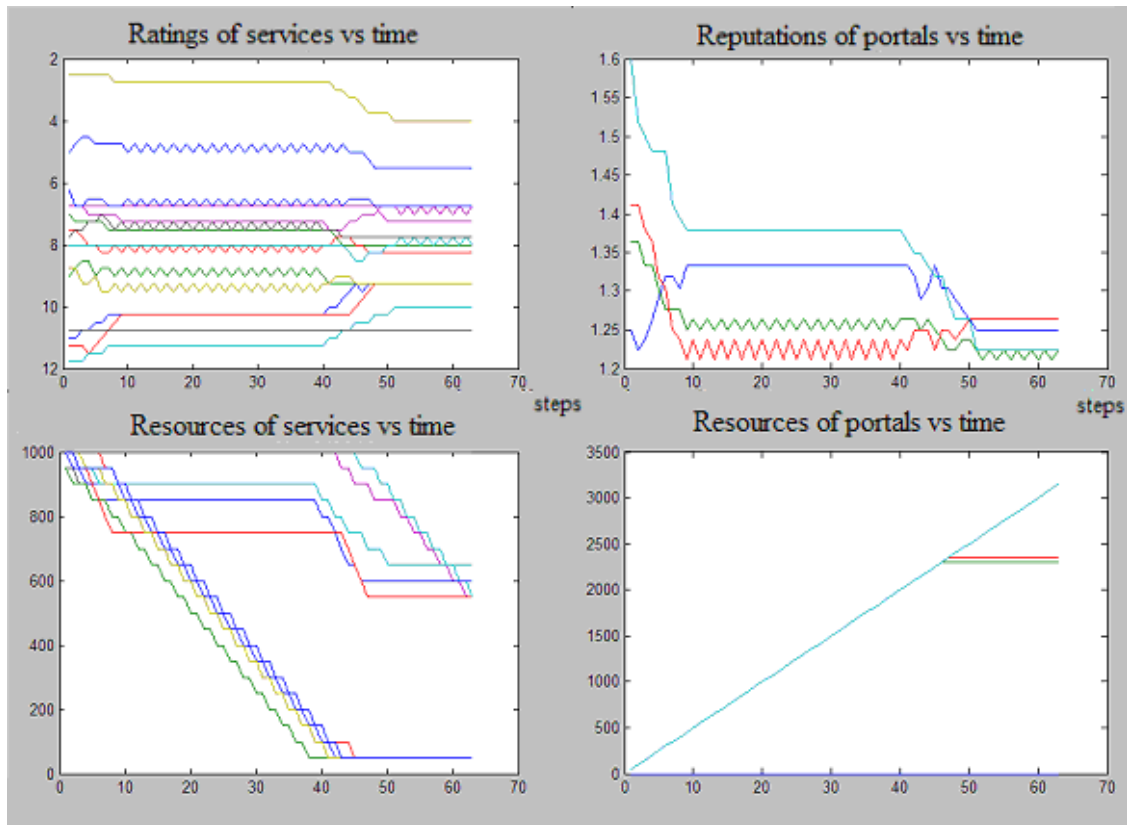 Ratings of services vs time
2
4
6
8
10
12
0 10 20 30 40 50 60 70
steps
Reputations of portals vs time
1.6
1.55
1.5
1.45
1.4
1.35
1.3
1.25
1.2
0 10 20 30 40 50 60 70
steps
Resources of services vs time
1000
800
600
400
200
0
0 10 20 30 40 50 60 70
Resources of portals vs time
3500
3000
2500
2000
1500
1000
500
0
0 10 20 30 40 50 60 70